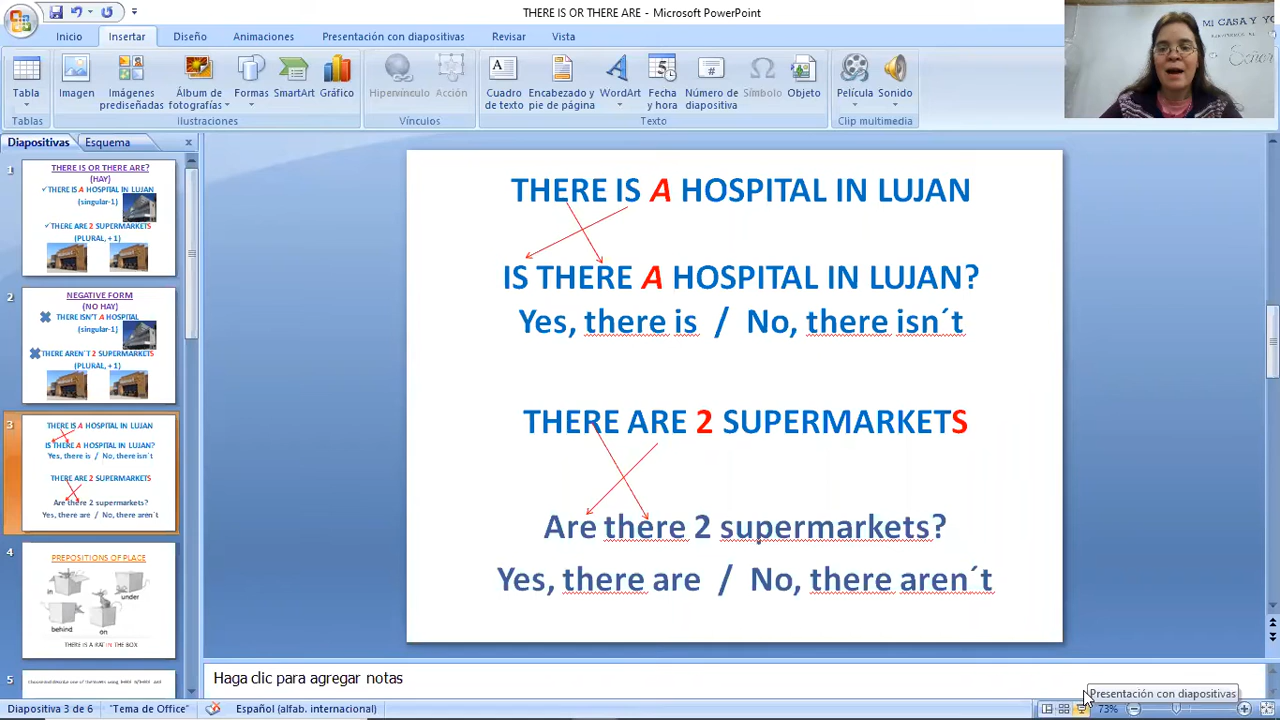 THERE IS OR THERE ARE - Microsoft PowerPoint
Inicio Insertar Diseño Animaciones Presentación con diapositivas Revisar Vista
Tabla
Imagen
Imágenes
prediseñadas
Álbum de
fotografías
Formas
SmartArt
Gráfico
Hipervínculo
Acción
Cuadro
de texto
Encabezado y
pie de página
WordArt
Fecha
y hora
Número de
diapositiva
Símbolo
Objeto
Película
Sonido
Tablas
Ilustraciones
Vínculos
Texto
Clip multimedia
MI CASA Y YO
Señor
Diapositivas
Esquema
1
THERE IS OR THERE ARE?
(HAY)
THERE IS A HOSPITAL IN LUJAN
(singular-1)
THERE ARE 2 SUPERMARKETS
(PLURAL, + 1)
2
NEGATIVE FORM
(NO HAY)
THERE ISN'T A HOSPITAL
(singular-1)
THERE AREN´T 2 SUPERMARKETS
(PLURAL, +1)
THERE IS A HOSPITAL IN LUJAN
IS THERE A HOSPITAL IN LUJAN?
Yes, there is / No, there isn´t
THERE ARE 2 SUPERMARKETS
Are there 2 supermarkets?
Yes, there are / No, there aren´t
4
PREPOSITIONS OF PLACE
in
under
behind
on
THERE IS A RAT IN THE BOX
5
THERE IS A HOSPITAL IN LUJAN
IS THERE A HOSPITAL IN LUJAN?
Yes, there is / No, there isn´t
THERE ARE 2 SUPERMARKETS
Are there 2 supermarkets?
Yes, there are / No, there aren´t
Haga clic para agregar notas
Presentación con diapositivas
Diapositiva 3 de 6
"Tema de Office"
Español (alfab. internacional)
73%